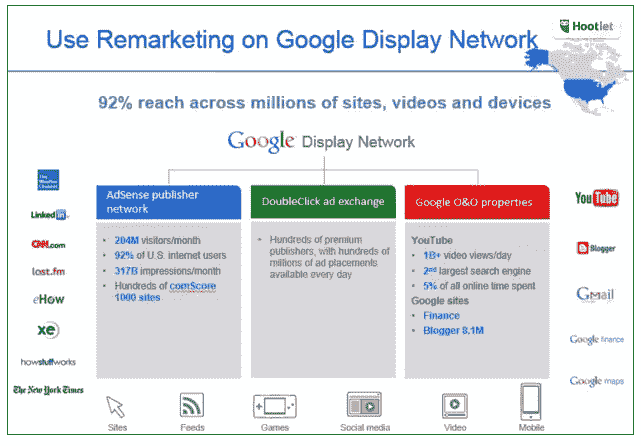 Hootlet
Use Remarketing on Google Display Network
92% reach across millions of sites, videos and devices
Google Display Network
AdSense publisher
network
204M visitors/month
92% of U.S. internet users
317B impressions/month
Hundreds of comScore
1000 sites
DoubleClick ad exchange
Hundreds of premium
publishers, with hundreds of
millions of ad placements
available every day
Google O&O properties
YouTube
1B+ video views/day
2nd largest search engine
5% of all online time spent
Google sites
Finance
Blogger 8.1M
The
Weather
Channel
LinkedIn
CNN.com
last.fm
eHow
xe
howstuffworks
The New York Times
YouTube
Blogger
Gmail
Google finance
Google maps
Sites
Feeds
Games
Social media
Video
Mobile